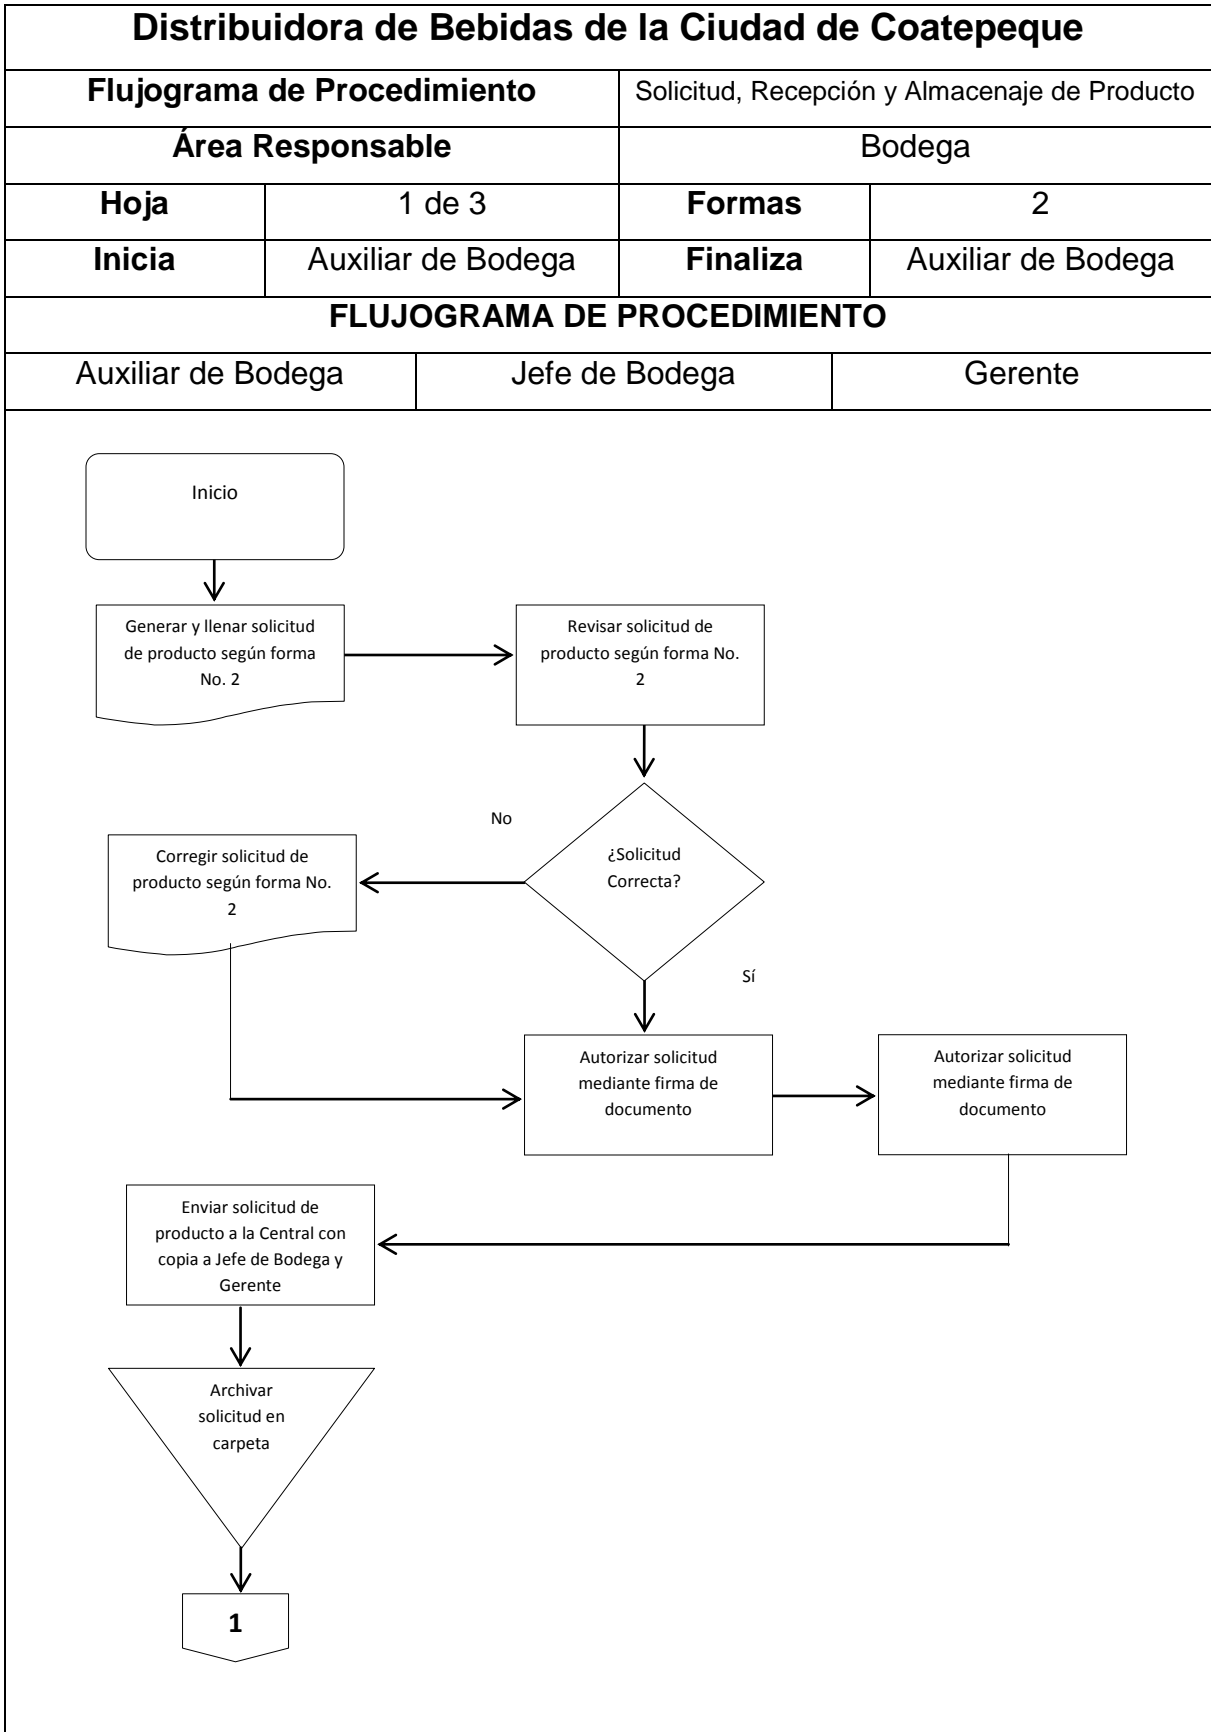 Distribuidora de Bebidas de la Ciudad de Coatepeque
Flujograma de Procedimiento
Solicitud, Recepción y Almacenaje de Producto
Área Responsable
Bodega
Hoja
1 de 3
Formas
2
Inicia
Auxiliar de Bodega
Finaliza
Auxiliar de Bodega
FLUJOGRAMA DE PROCEDIMIENTO
Auxiliar de Bodega
Jefe de Bodega
Gerente
Inicio
Generar y llenar solicitud
de producto según forma
No. 2
Revisar solicitud de
producto según forma No.
2
¿Solicitud
Correcta?
No
Corregir solicitud de
producto según forma No.
2
Sí
Autorizar solicitud
mediante firma de
documento
Autorizar solicitud
mediante firma de
documento
Enviar solicitud de
producto a la Central con
copia a Jefe de Bodega y
Gerente
Archivar
solicitud en
carpeta
1